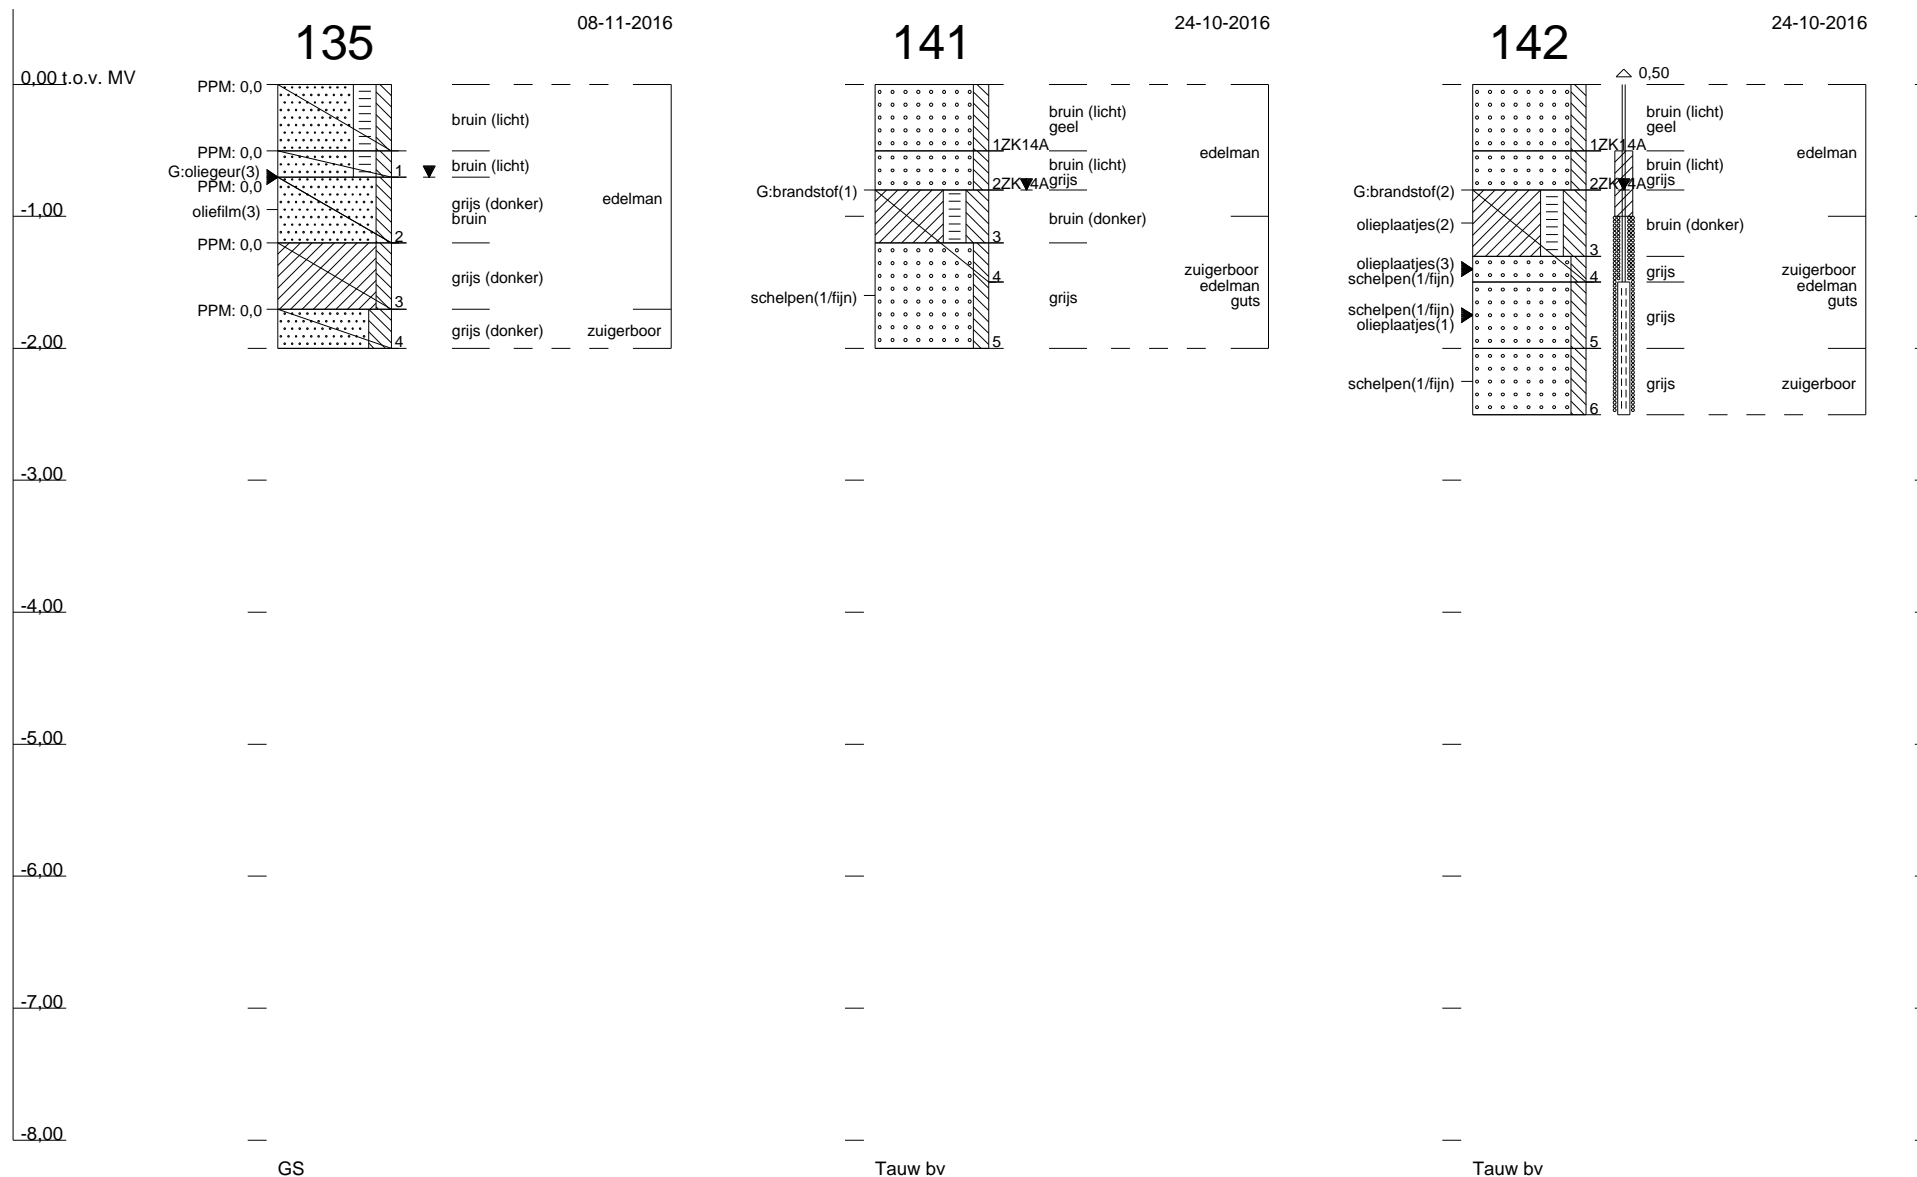 135
08-11-2016
141
24-10-2016
142
24-10-2016
0,00 t.o.v. MV
-1,00
-2,00
-3,00
-4,00
-5,00
-6,00
-7,00
-8,00
PPM: 0,0
PPM: 0,0
G:oliegeur(3)
PPM: 0,0
oliefilm(3)
PPM: 0,0
PPM: 0,0
1
2
3
4
bruin (licht)
bruin (licht)
grijs (donker)
bruin
grijs (donker)
grijs (donker)
edelman
zuigerboor
GS
G:brandstof(1)
schelpen(1/fijn)
1ZK14A
2ZK14A
3
4
5
bruin (licht)
geel
bruin (licht)
grijs
bruin (donker)
grijs
edelman
zuigerboor
edelman
guts
Tauw bv
0,50
G:brandstof(2)
olieplaatjes(2)
olieplaatjes(3)
schelpen(1/fijn)
schelpen(1/fijn)
olieplaatjes(1)
schelpen(1/fijn)
1ZK14A
2ZK14A
3
4
5
6
bruin (licht)
geel
bruin (licht)
grijs
bruin (donker)
grijs
grijs
grijs
edelman
zuigerboor
edelman
guts
zuigerboor
Tauw bv